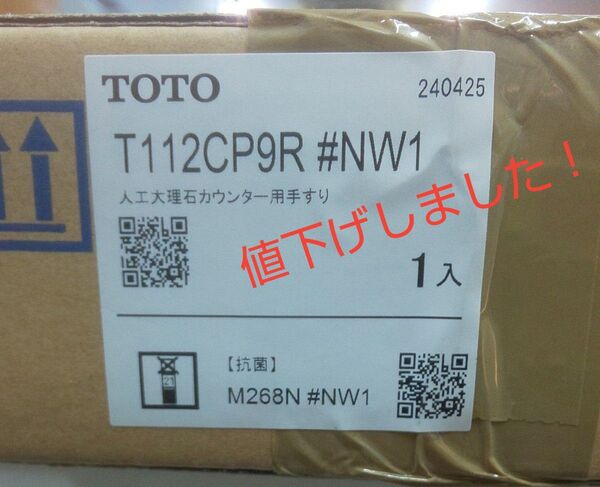 TOTO
240425
T112CP9R #NW1
人工大理石カウンター用手すり
値下げしました！
1入
【抗菌】
M268N #NW1